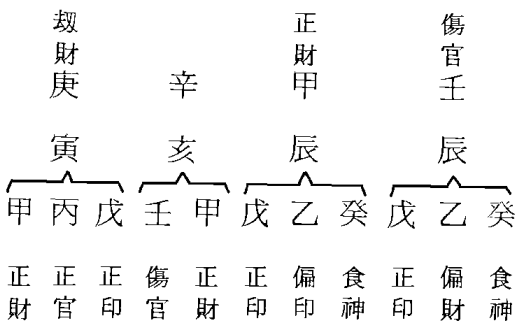 劫財 正財 傷官
庚 辛 甲 壬
寅 亥 辰 辰
甲 丙 戊 壬 甲 戊 乙 癸 戊 乙 癸
正財 正官 正印 傷官 正財 正印 偏印 食神 正印 偏財 食神